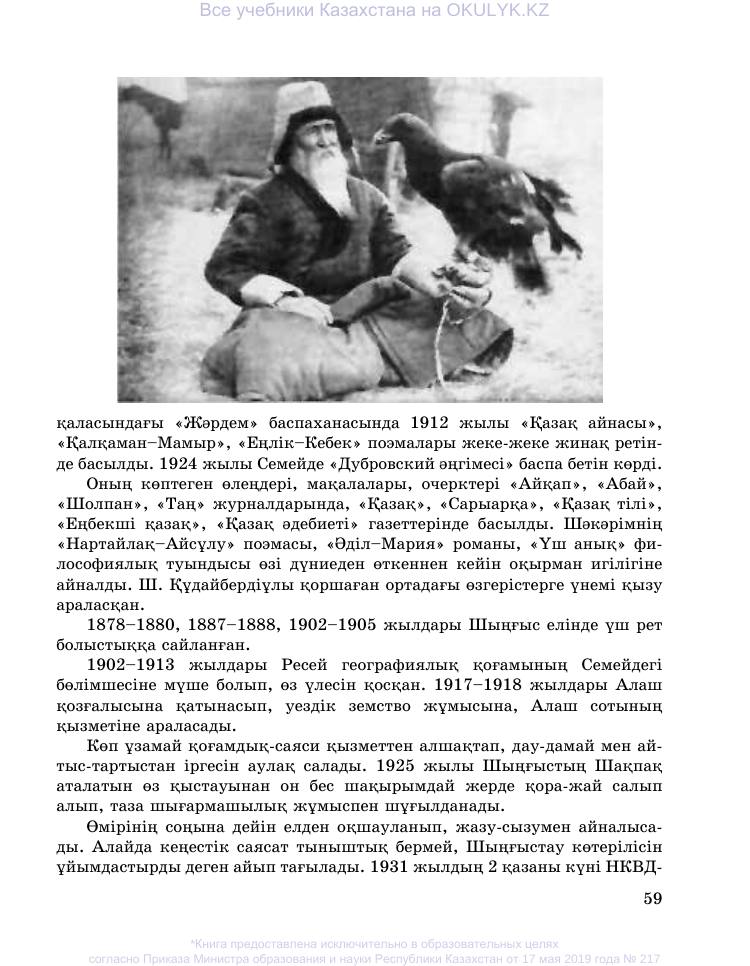 Все учебники Казахстана на OKULYK.KZ
қаласындағы «Жәрдем» баспаханасында 1912 жылы «Қазақ айнасы»,
«Қалқаман–Мамыр», «Еңлік–Кебек» поэмалары жеке-жеке жинақ ретін-
де басылды. 1924 жылы Семейде «Дубровский әңгімесі» баспа бетін көрді.
Оның көптеген өлеңдері, мақалалары, очерктері «Айқап», «Абай»,
«Шолпан», «Таң» журналдарында, «Қазақ», «Сарыарқа», «Қазақ тілі»,
«Еңбекші қазақ», «Қазақ әдебиеті» газеттерінде басылды. Шәкәрімнің
«Нартайлақ–Айсұлу» поэмасы, «Әділ–Мария» романы, «Үш анық» фи-
лософиялық туындысы өзі дүниеден өткеннен кейін оқырман игілігіне
айналды. Ш. Құдайбердіұлы қоршаған ортадағы өзгерістерге үнемі қызу
араласқан.
1878–1880, 1887–1888, 1902–1905 жылдары Шыңғыс елінде үш рет
болыстыққа сайланған.
1902–1913 жылдары Ресей географиялық қоғамының Семейдегі
бөлімшесіне мүше болып, өз үлесін қосқан. 1917–1918 жылдары Алаш
қозғалысына қатынасып, уездік земство жұмысына, Алаш сотының
қызметіне араласады.
Көп ұзамай қоғамдық-саяси қызметтен алшақтап, дау-дамай мен ай-
тыс-тартыстан іргесін аулақ салады. 1925 жылы Шыңғыстың Шақпақ
аталатын өз қыстауынан он бес шақырымдай жерде қора-жай салып
алып, таза шығармашылық жұмыспен шұғылданады.
Өмірінің соңына дейін елден оқшауланып, жазу-сызумен айналыса-
ды. Алайда кеңестік саясат тыныштық бермей, Шыңғыстау көтерілісін
ұйымдастырды деген айып тағылады. 1931 жылдың 2 қазаны күні НКВД-
59
*Книга предоставлена исключительно в образовательных целях
согласно Приказа Министра образования и науки Республики Казахстан от 17 мая 2019 года № 217